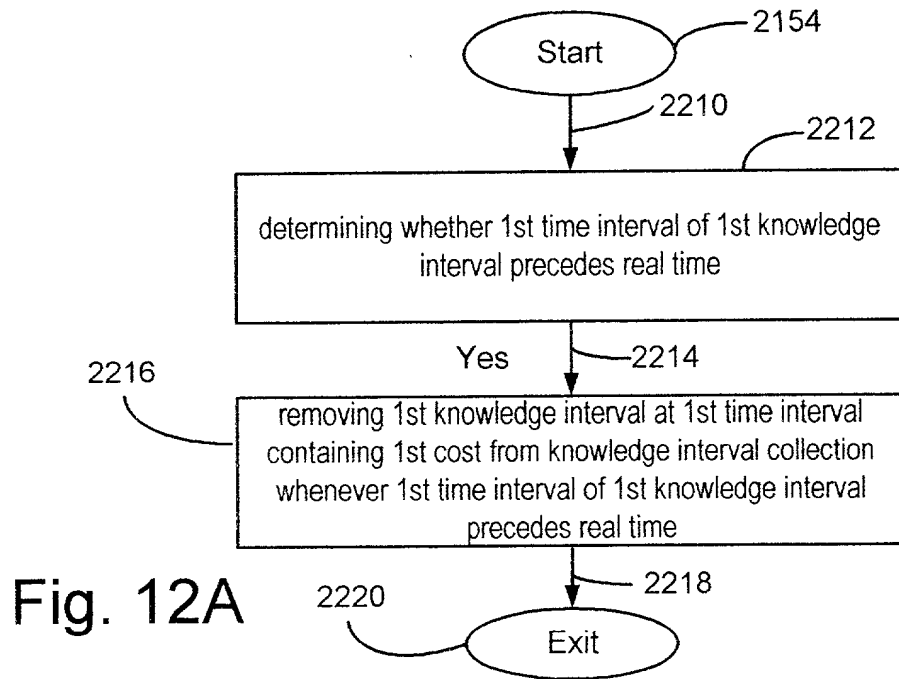 Start
2154
2210
2212
determining whether 1st time interval of 1st knowledge
interval precedes real time
Yes
2214
2216
removing 1st knowledge interval at 1st time interval
containing 1st cost from knowledge interval collection
whenever 1st time interval of 1st knowledge interval
precedes real time
2218
Fig. 12A
2220
Exit